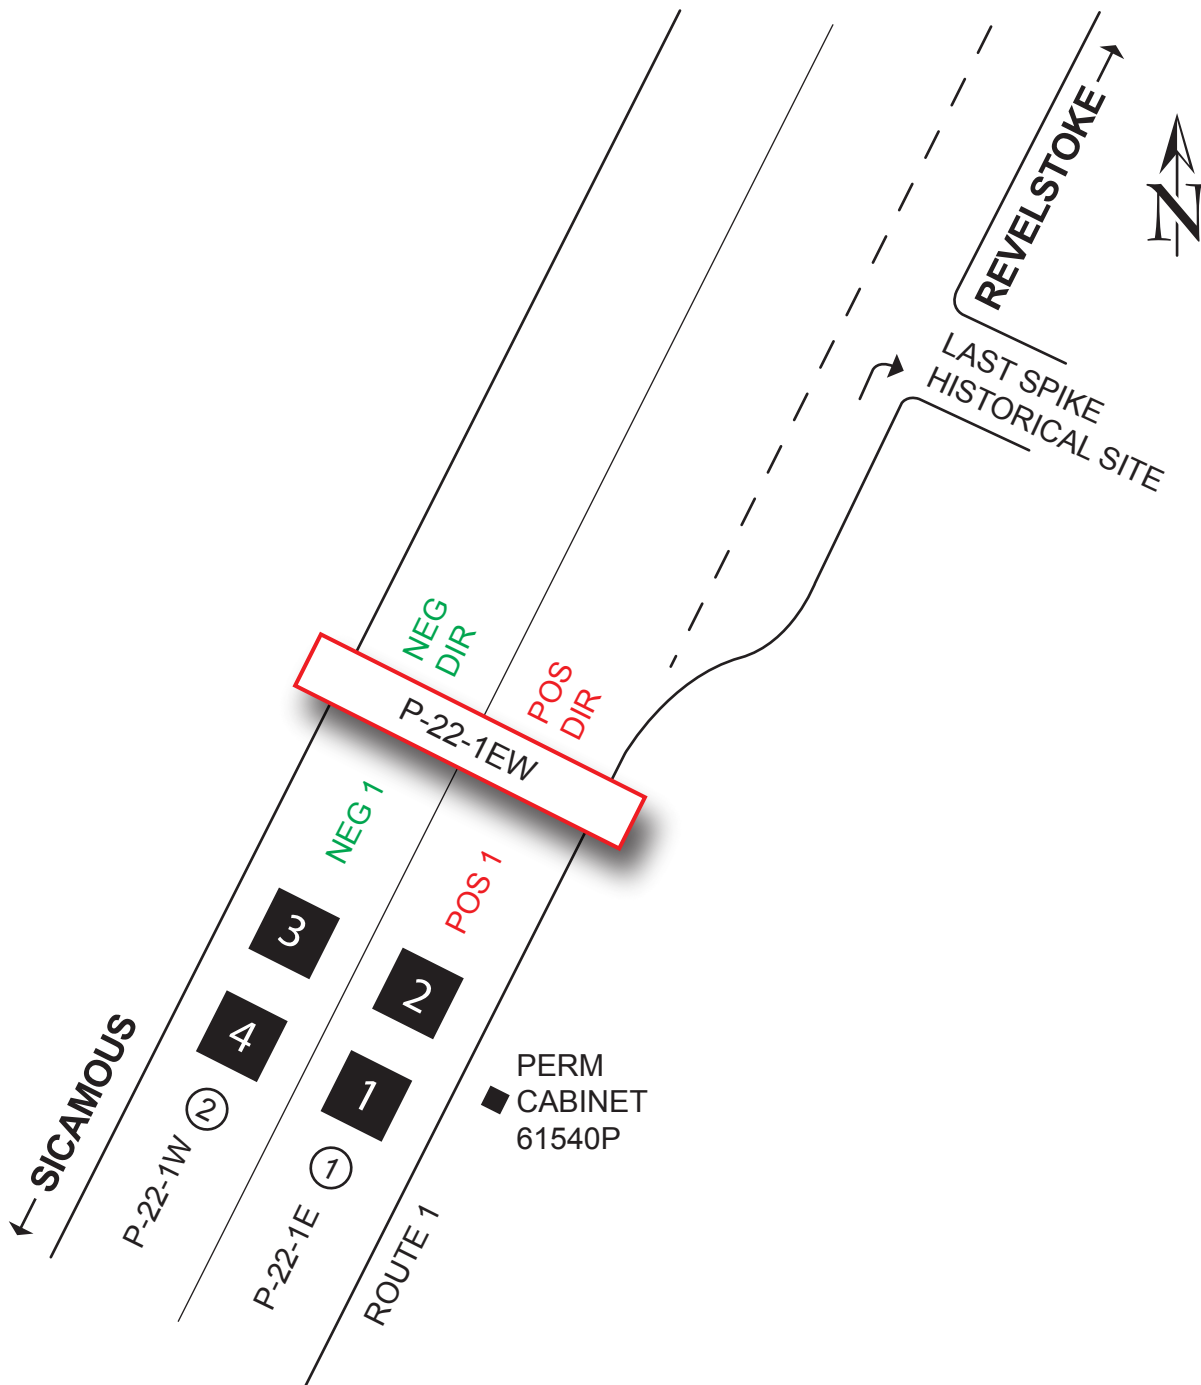 REVELSTOKE
N
LAST SPIKE
HISTORICAL SITE
NEG
DIR
POS
DIR
P-22-1EW
NEG 1
POS 1
3
2
4
1
SICAMOUS
PERM
CABINET
61540P
P-22-1W 2
P-22-1E 1
ROUTE 1